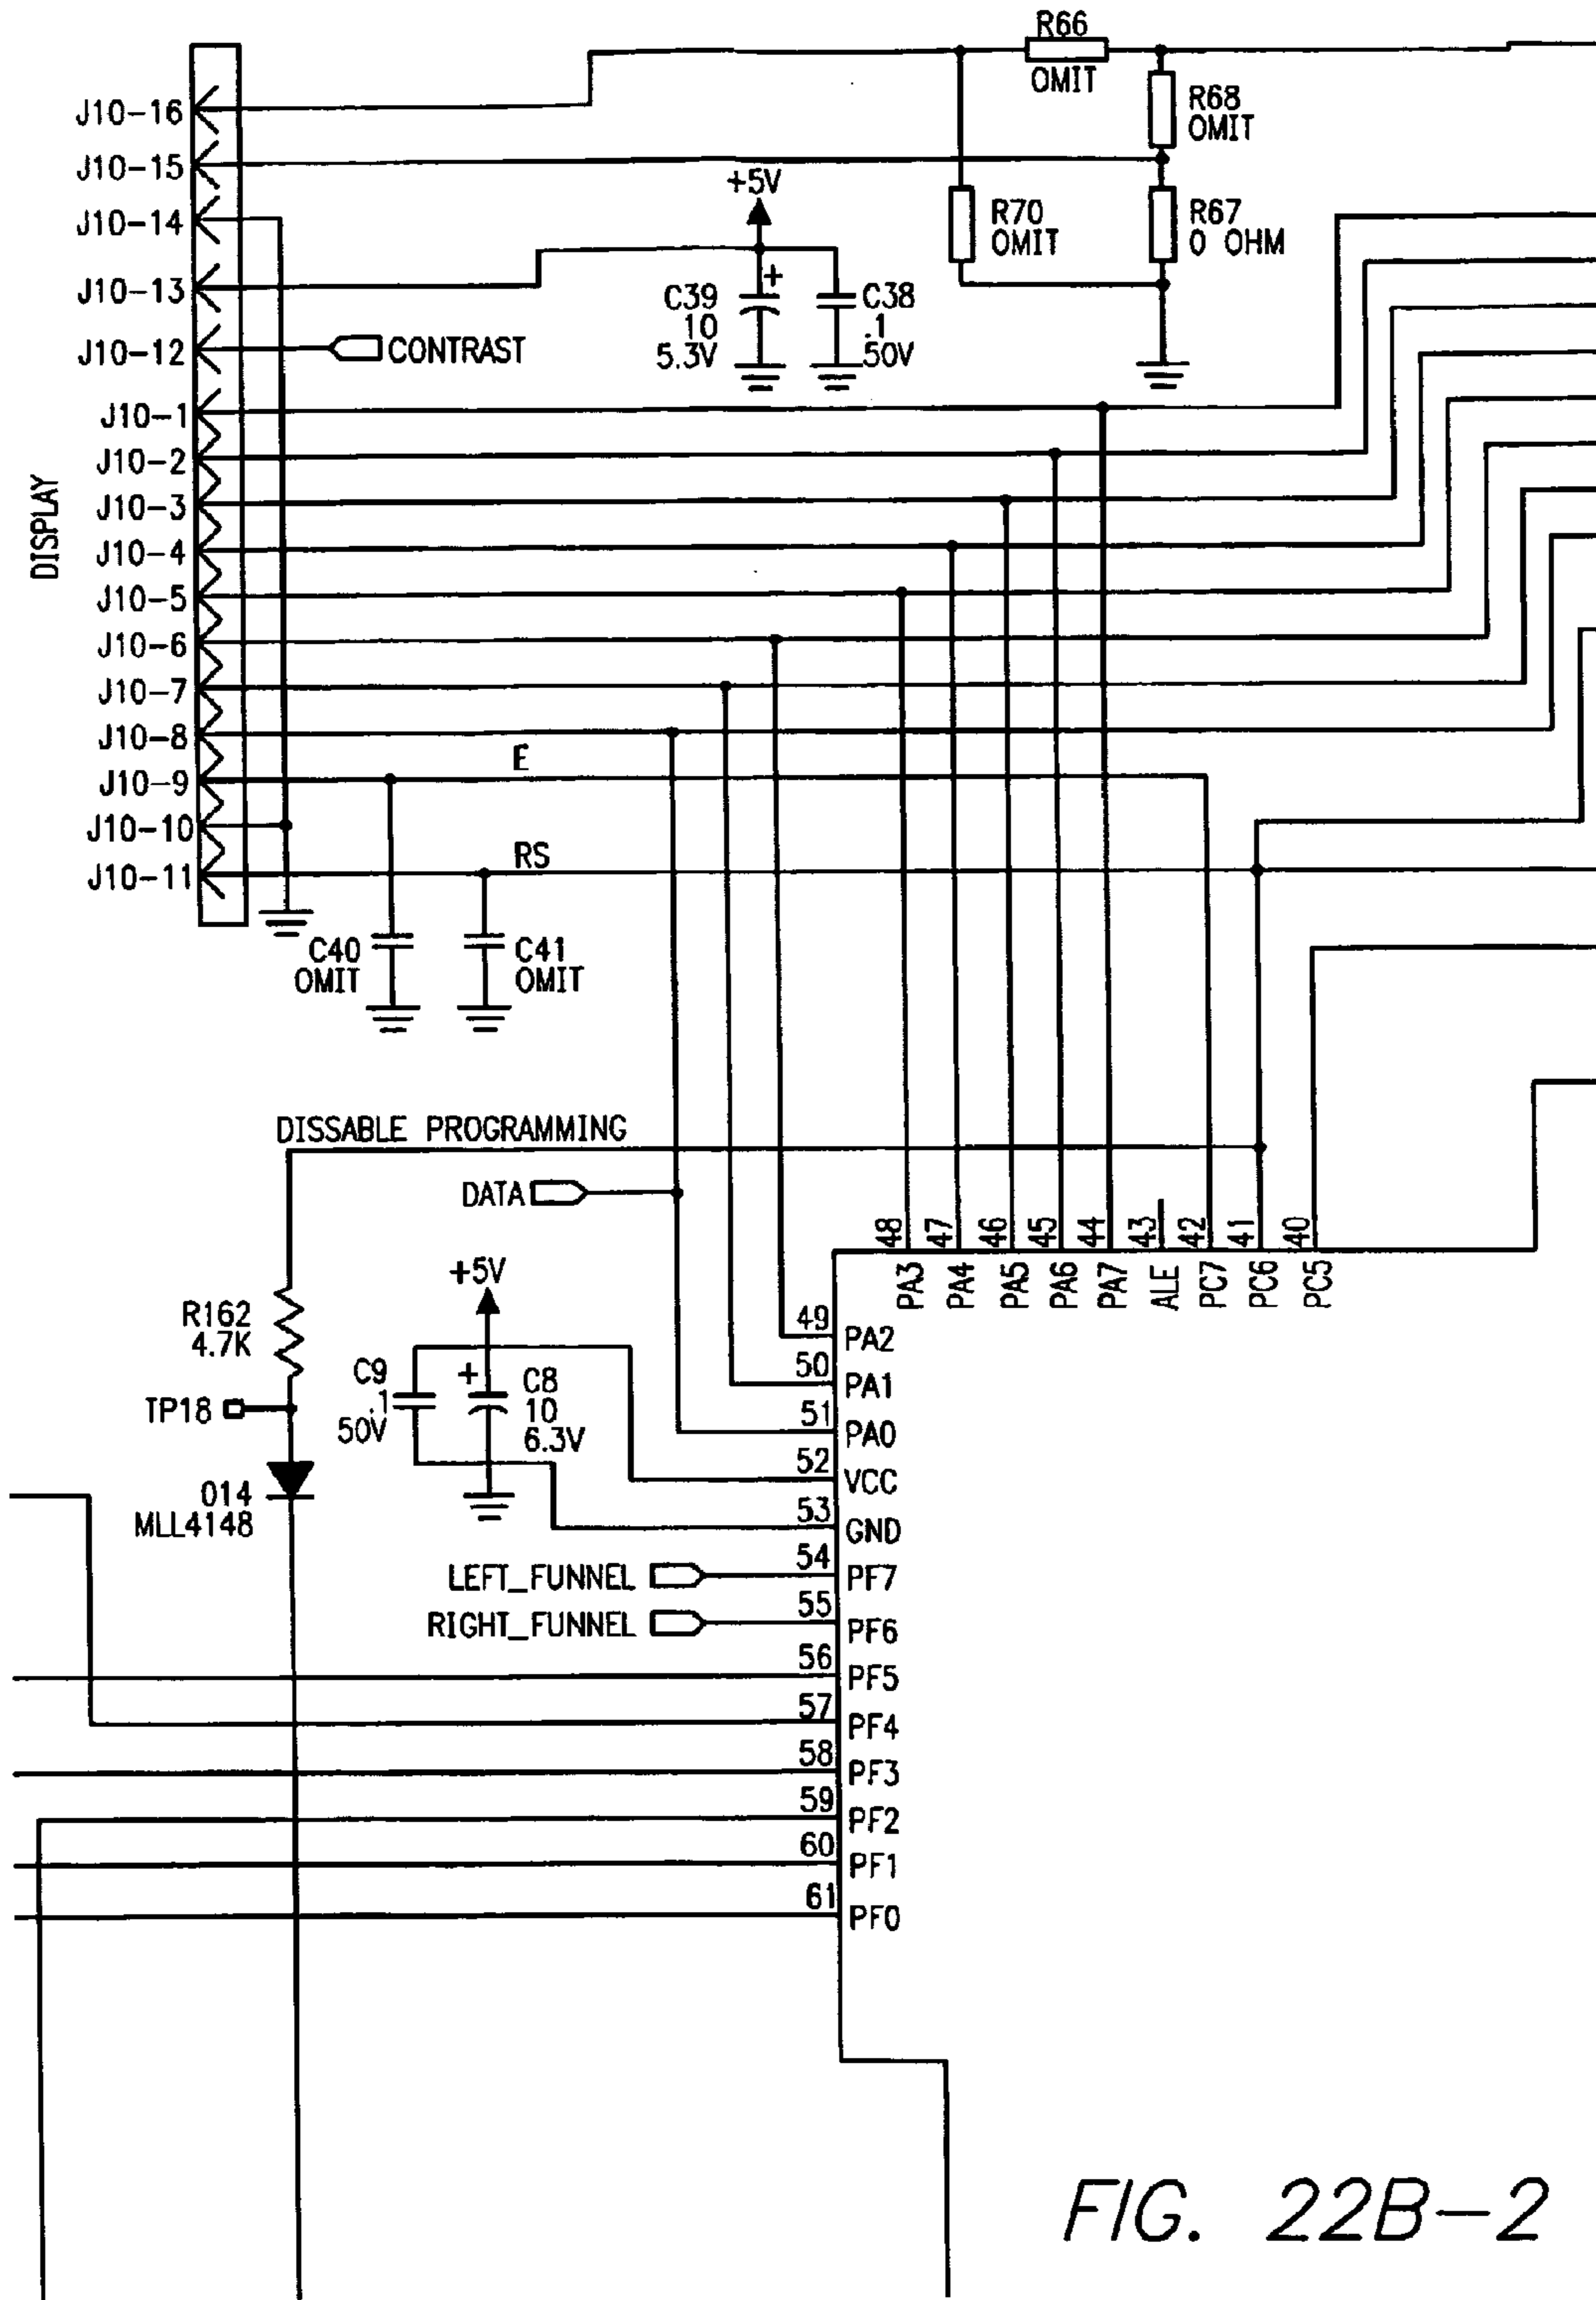 R66
OMIT
R68
OMIT
J10-16
J10-15
+5V
J10-14
R70
OMIT
R67
0 OHM
J10-13
C39
10
5.3V
C38
.1
50V
J10-12
CONTRAST
J10-1
J10-2
DISPLAY
J10-3
J10-4
J10-5
J10-6
J10-7
J10-8
E
J10-9
J10-10
RS
J10-11
C40
OMIT
C41
OMIT
DISSABLE PROGRAMMING
DATA
48 47 46 45 44 43 42 41 40
PA3 PA4 PA5 PA6 PA7 ALE PC7 PC6 PC5
+5V
R162
4.7K
C9
.1
50V
+
C8
10
6.3V
+
TP18
O14
MLL4148
49 PA2
50 PA1
51 PA0
52 VCC
53 GND
LEFT_FUNNEL 54 PF7
RIGHT_FUNNEL 55 PF6
56 PF5
57 PF4
58 PF3
59 PF2
60 PF1
61 PF0
FIG. 22B-2